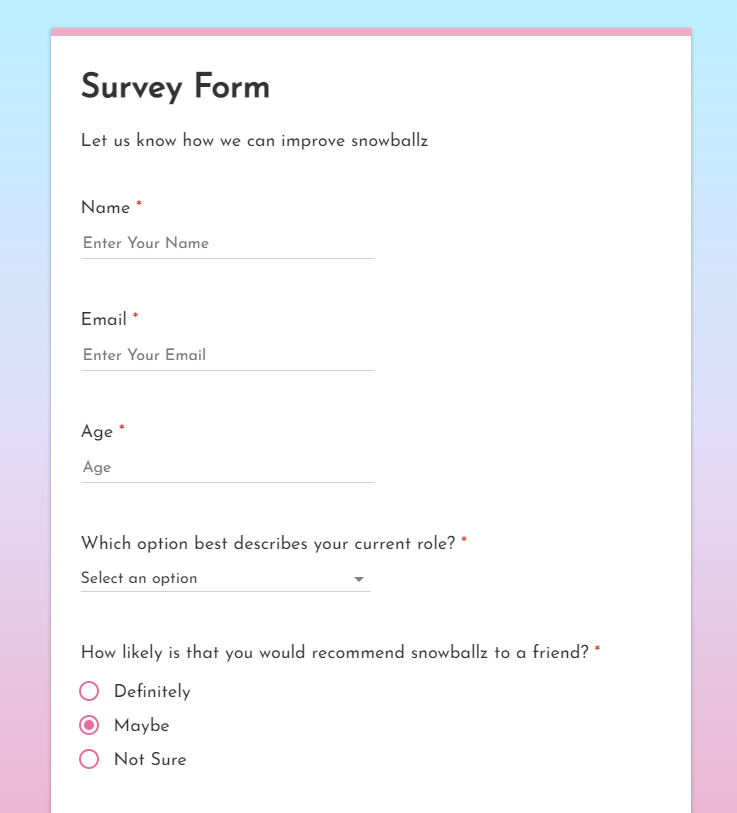 Survey Form
Let us know how we can improve snowballz
Name *
Enter Your Name
Email *
Enter Your Email
Age *
Age
Which option best describes your current role? *
Select an option
How likely is that you would recommend snowballz to a friend? *
Definitely
Maybe
Not Sure